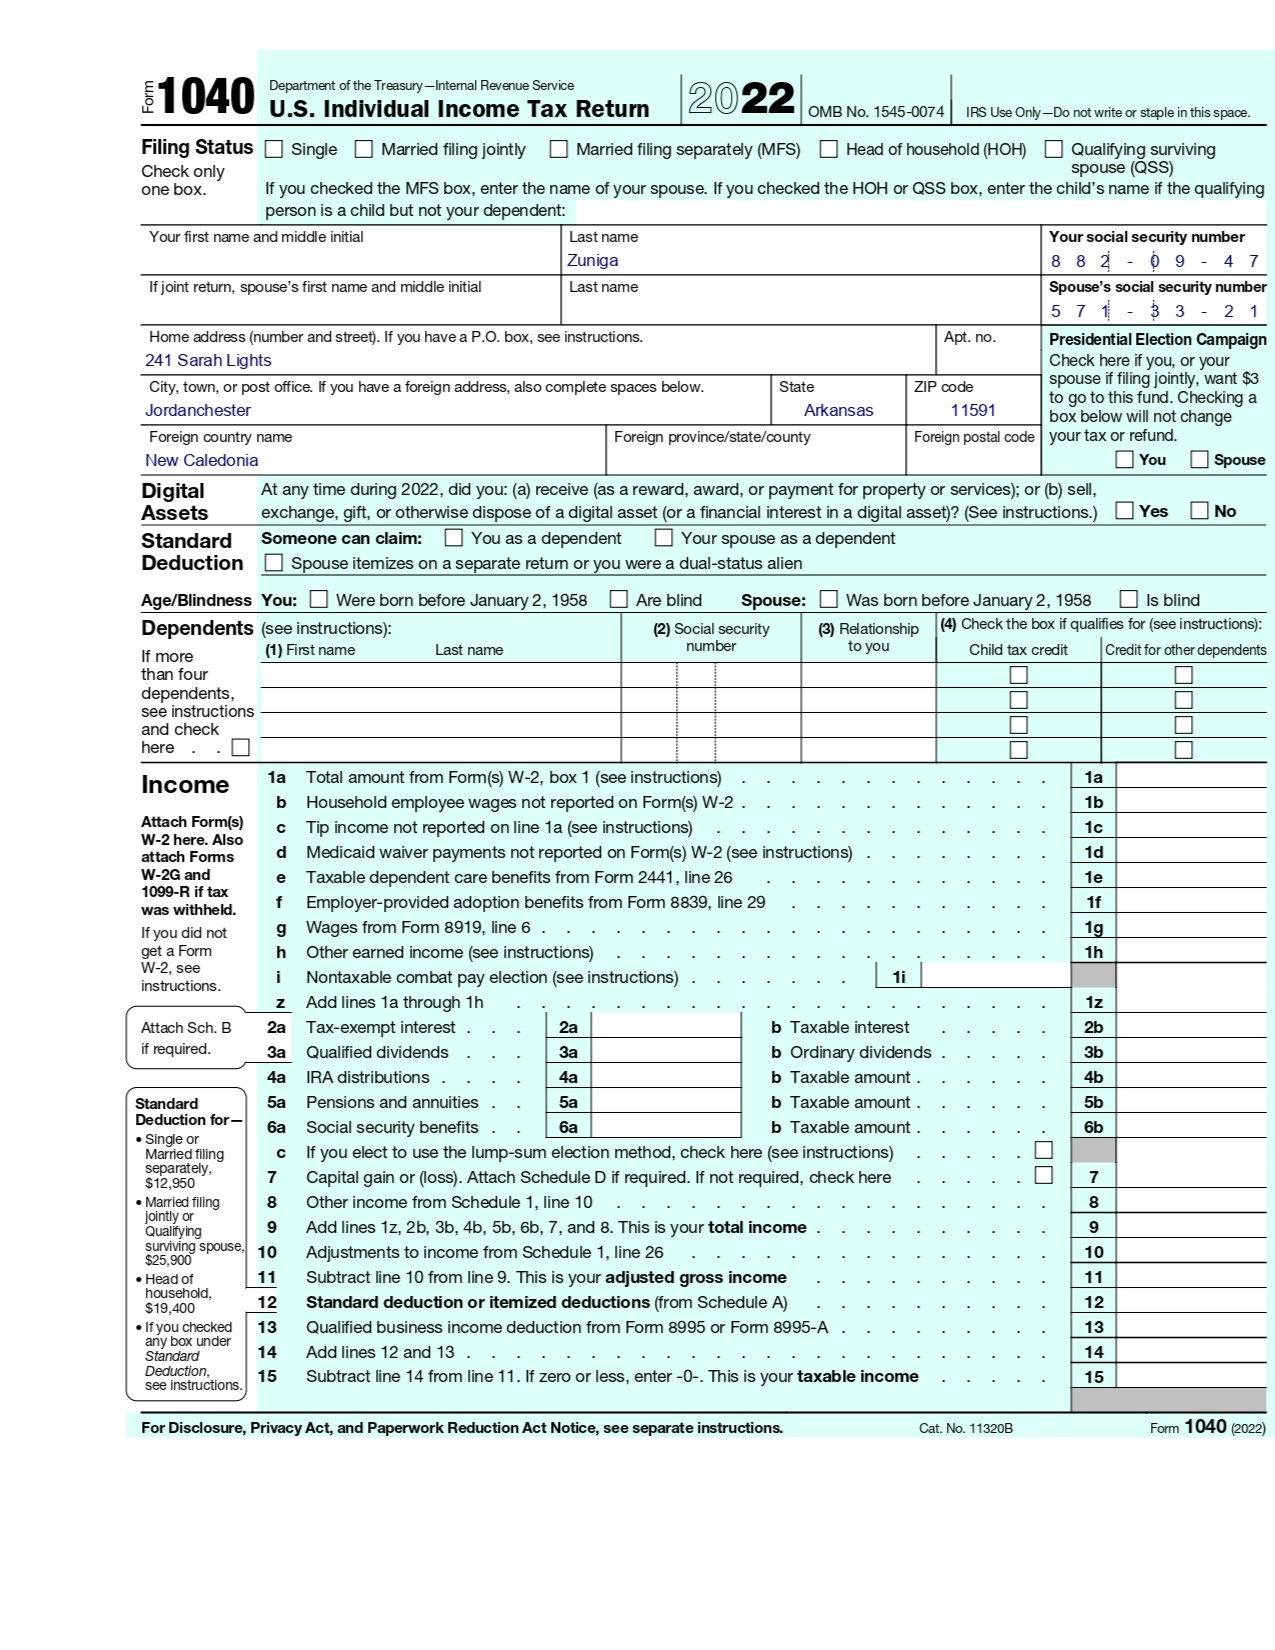 Form 1040 Department of the Treasury—Internal Revenue Service
U.S. Individual Income Tax Return 2022 OMB No. 1545-0074 IRS Use Only—Do not write or staple in this space.
Filing Status Check only one box.
Single Married filing jointly Married filing separately (MFS) Head of household (HOH) Qualifying surviving spouse (QSS)
If you checked the MFS box, enter the name of your spouse. If you checked the HOH or QSS box, enter the child's name if the qualifying
person is a child but not your dependent:
Your first name and middle initial Last name Your social security number
Zuniga 8 8 2 - 0 9 - 4 7
If joint return, spouse's first name and middle initial Last name Spouse's social security number
5 7 1 - 3 3 - 2 1
Home address (number and street). If you have a P.O. box, see instructions. Apt. no.
241 Sarah Lights
City, town, or post office. If you have a foreign address, also complete spaces below. State ZIP code
Jordanchester Arkansas 11591
Foreign country name Foreign province/state/county Foreign postal code
New Caledonia
Presidential Election Campaign
Check here if you, or your
spouse if filing jointly, want $3
to go to this fund. Checking a
box below will not change
your tax or refund.
You Spouse
Digital Assets
At any time during 2022, did you: (a) receive (as a reward, award, or payment for property or services); or (b) sell,
exchange, gift, or otherwise dispose of a digital asset (or a financial interest in a digital asset)? (See instructions.) Yes No
Standard Deduction
Someone can claim: You as a dependent Your spouse as a dependent
Spouse itemizes on a separate return or you were a dual-status alien
Age/Blindness You: Were born before January 2, 1958 Are blind Spouse: Was born before January 2, 1958 Is blind
Dependents (see instructions): (2) Social security number (3) Relationship to you (4) Check the box if qualifies for (see instructions):
(1) First name Last name Child tax credit Credit for other dependents
If more
than four
dependents,
see instructions
and check
here . .
Income
Attach Form(s)
W-2 here. Also
attach Forms
W-2G and
1099-R if tax
was withheld.
If you did not
get a Form
W-2, see
instructions.
1a Total amount from Form(s) W-2, box 1 (see instructions) 1a
b Household employee wages not reported on Form(s) W-2 1b
c Tip income not reported on line 1a (see instructions) 1c
d Medicaid waiver payments not reported on Form(s) W-2 (see instructions) 1d
e Taxable dependent care benefits from Form 2441, line 26 1e
f Employer-provided adoption benefits from Form 8839, line 29 1f
g Wages from Form 8919, line 6 1g
h Other earned income (see instructions) 1h
i Nontaxable combat pay election (see instructions) 1i
z Add lines 1a through 1h 1z
Attach Sch. B
if required.
2a Tax-exempt interest 2a b Taxable interest 2b
3a Qualified dividends 3a b Ordinary dividends 3b
4a IRA distributions 4a b Taxable amount 4b
5a Pensions and annuities 5a b Taxable amount 5b
6a Social security benefits 6a b Taxable amount 6b
c If you elect to use the lump-sum election method, check here (see instructions)
7 Capital gain or (loss). Attach Schedule D if required. If not required, check here 7
8 Other income from Schedule 1, line 10 8
9 Add lines 1z, 2b, 3b, 4b, 5b, 6b, 7, and 8. This is your total income 9
10 Adjustments to income from Schedule 1, line 26 10
11 Subtract line 10 from line 9. This is your adjusted gross income 11
12 Standard deduction or itemized deductions (from Schedule A) 12
13 Qualified business income deduction from Form 8995 or Form 8995-A 13
14 Add lines 12 and 13 14
15 Subtract line 14 from line 11. If zero or less, enter -0-. This is your taxable income 15
Standard
Deduction for—
• Single or
Married filing
separately,
$12,950
• Married filing
jointly or
Qualifying
surviving spouse,
$25,900
• Head of
household,
$19,400
• If you checked
any box under
Standard
Deduction,
see instructions.
For Disclosure, Privacy Act, and Paperwork Reduction Act Notice, see separate instructions. Cat. No. 11320B Form 1040 (2022)